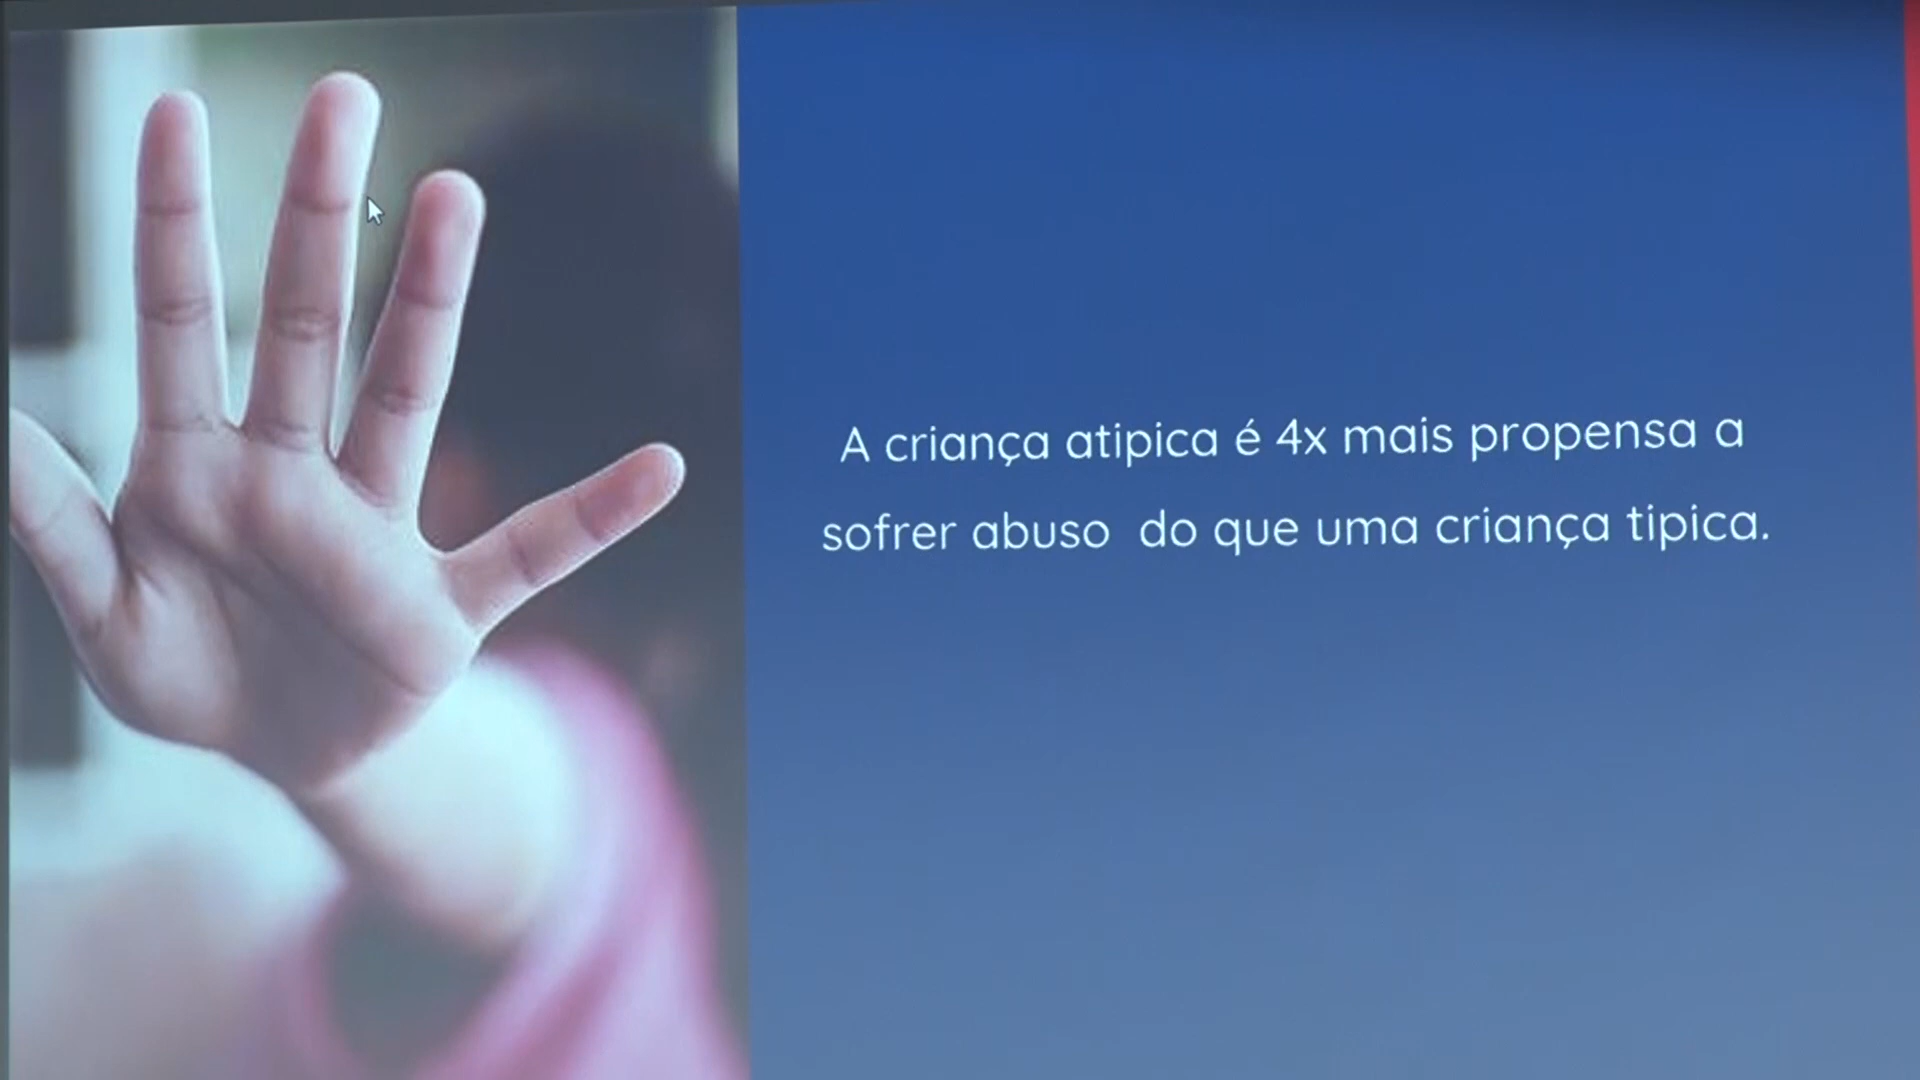 A criança atipica é 4x mais propensa a
sofrer abuso do que uma criança tipica.